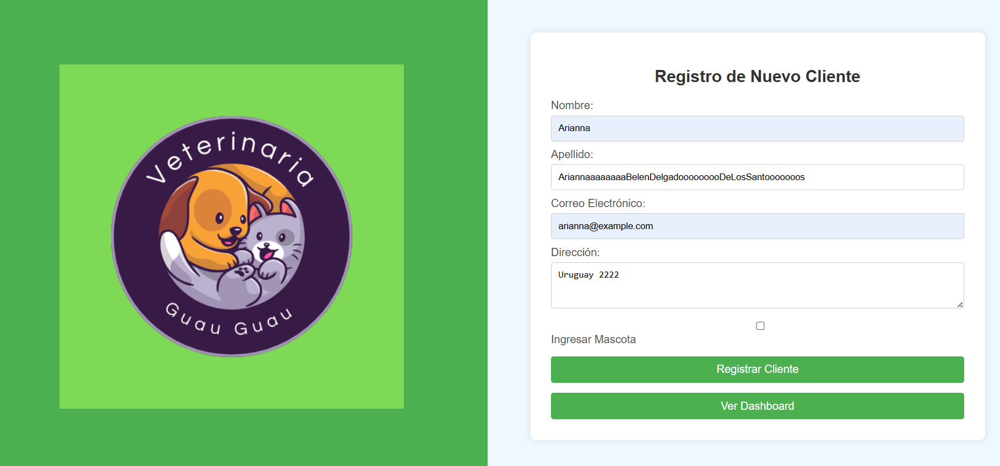 Veterinaria
Guau Guau
Registro de Nuevo Cliente
Nombre:
Arianna
Apellido:
AriannaaaaaaaaBelenDelgadooooooooDeLosSantooooooos
Correo Electrónico:
arianna@example.com
Dirección:
Uruguay 2222
Ingresar Mascota
Registrar Cliente
Ver Dashboard